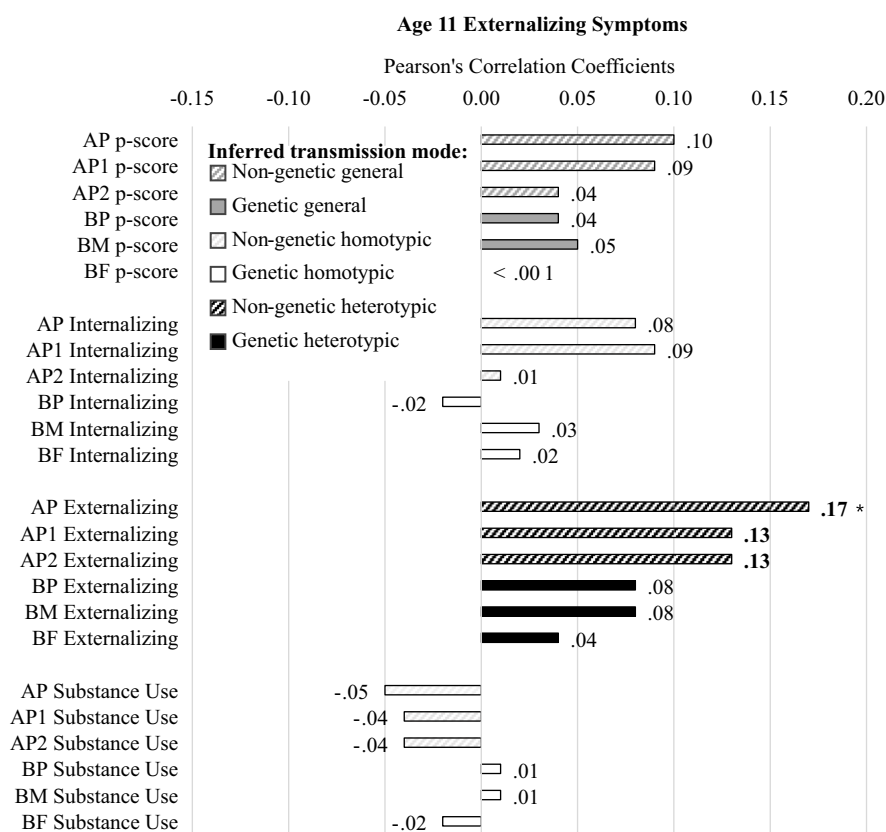 Age 11 Externalizing Symptoms
Pearson's Correlation Coefficients
-0.15 -0.10 -0.05 0.00 0.05 0.10 0.15 0.20
Inferred transmission mode:
Non-genetic general
Genetic general
Non-genetic homotypic
Genetic homotypic
Non-genetic heterotypic
Genetic heterotypic
AP p-score .10
AP1 p-score .09
AP2 p-score .04
BP p-score .04
BM p-score .05
BF p-score < .001
AP Internalizing .08
AP1 Internalizing .09
AP2 Internalizing .01
BP Internalizing -.02
BM Internalizing .03
BF Internalizing .02
AP Externalizing .17 *
AP1 Externalizing .13
AP2 Externalizing .13
BP Externalizing .08
BM Externalizing .08
BF Externalizing .04
AP Substance Use -.05
AP1 Substance Use -.04
AP2 Substance Use -.04
BP Substance Use .01
BM Substance Use .01
BF Substance Use -.02